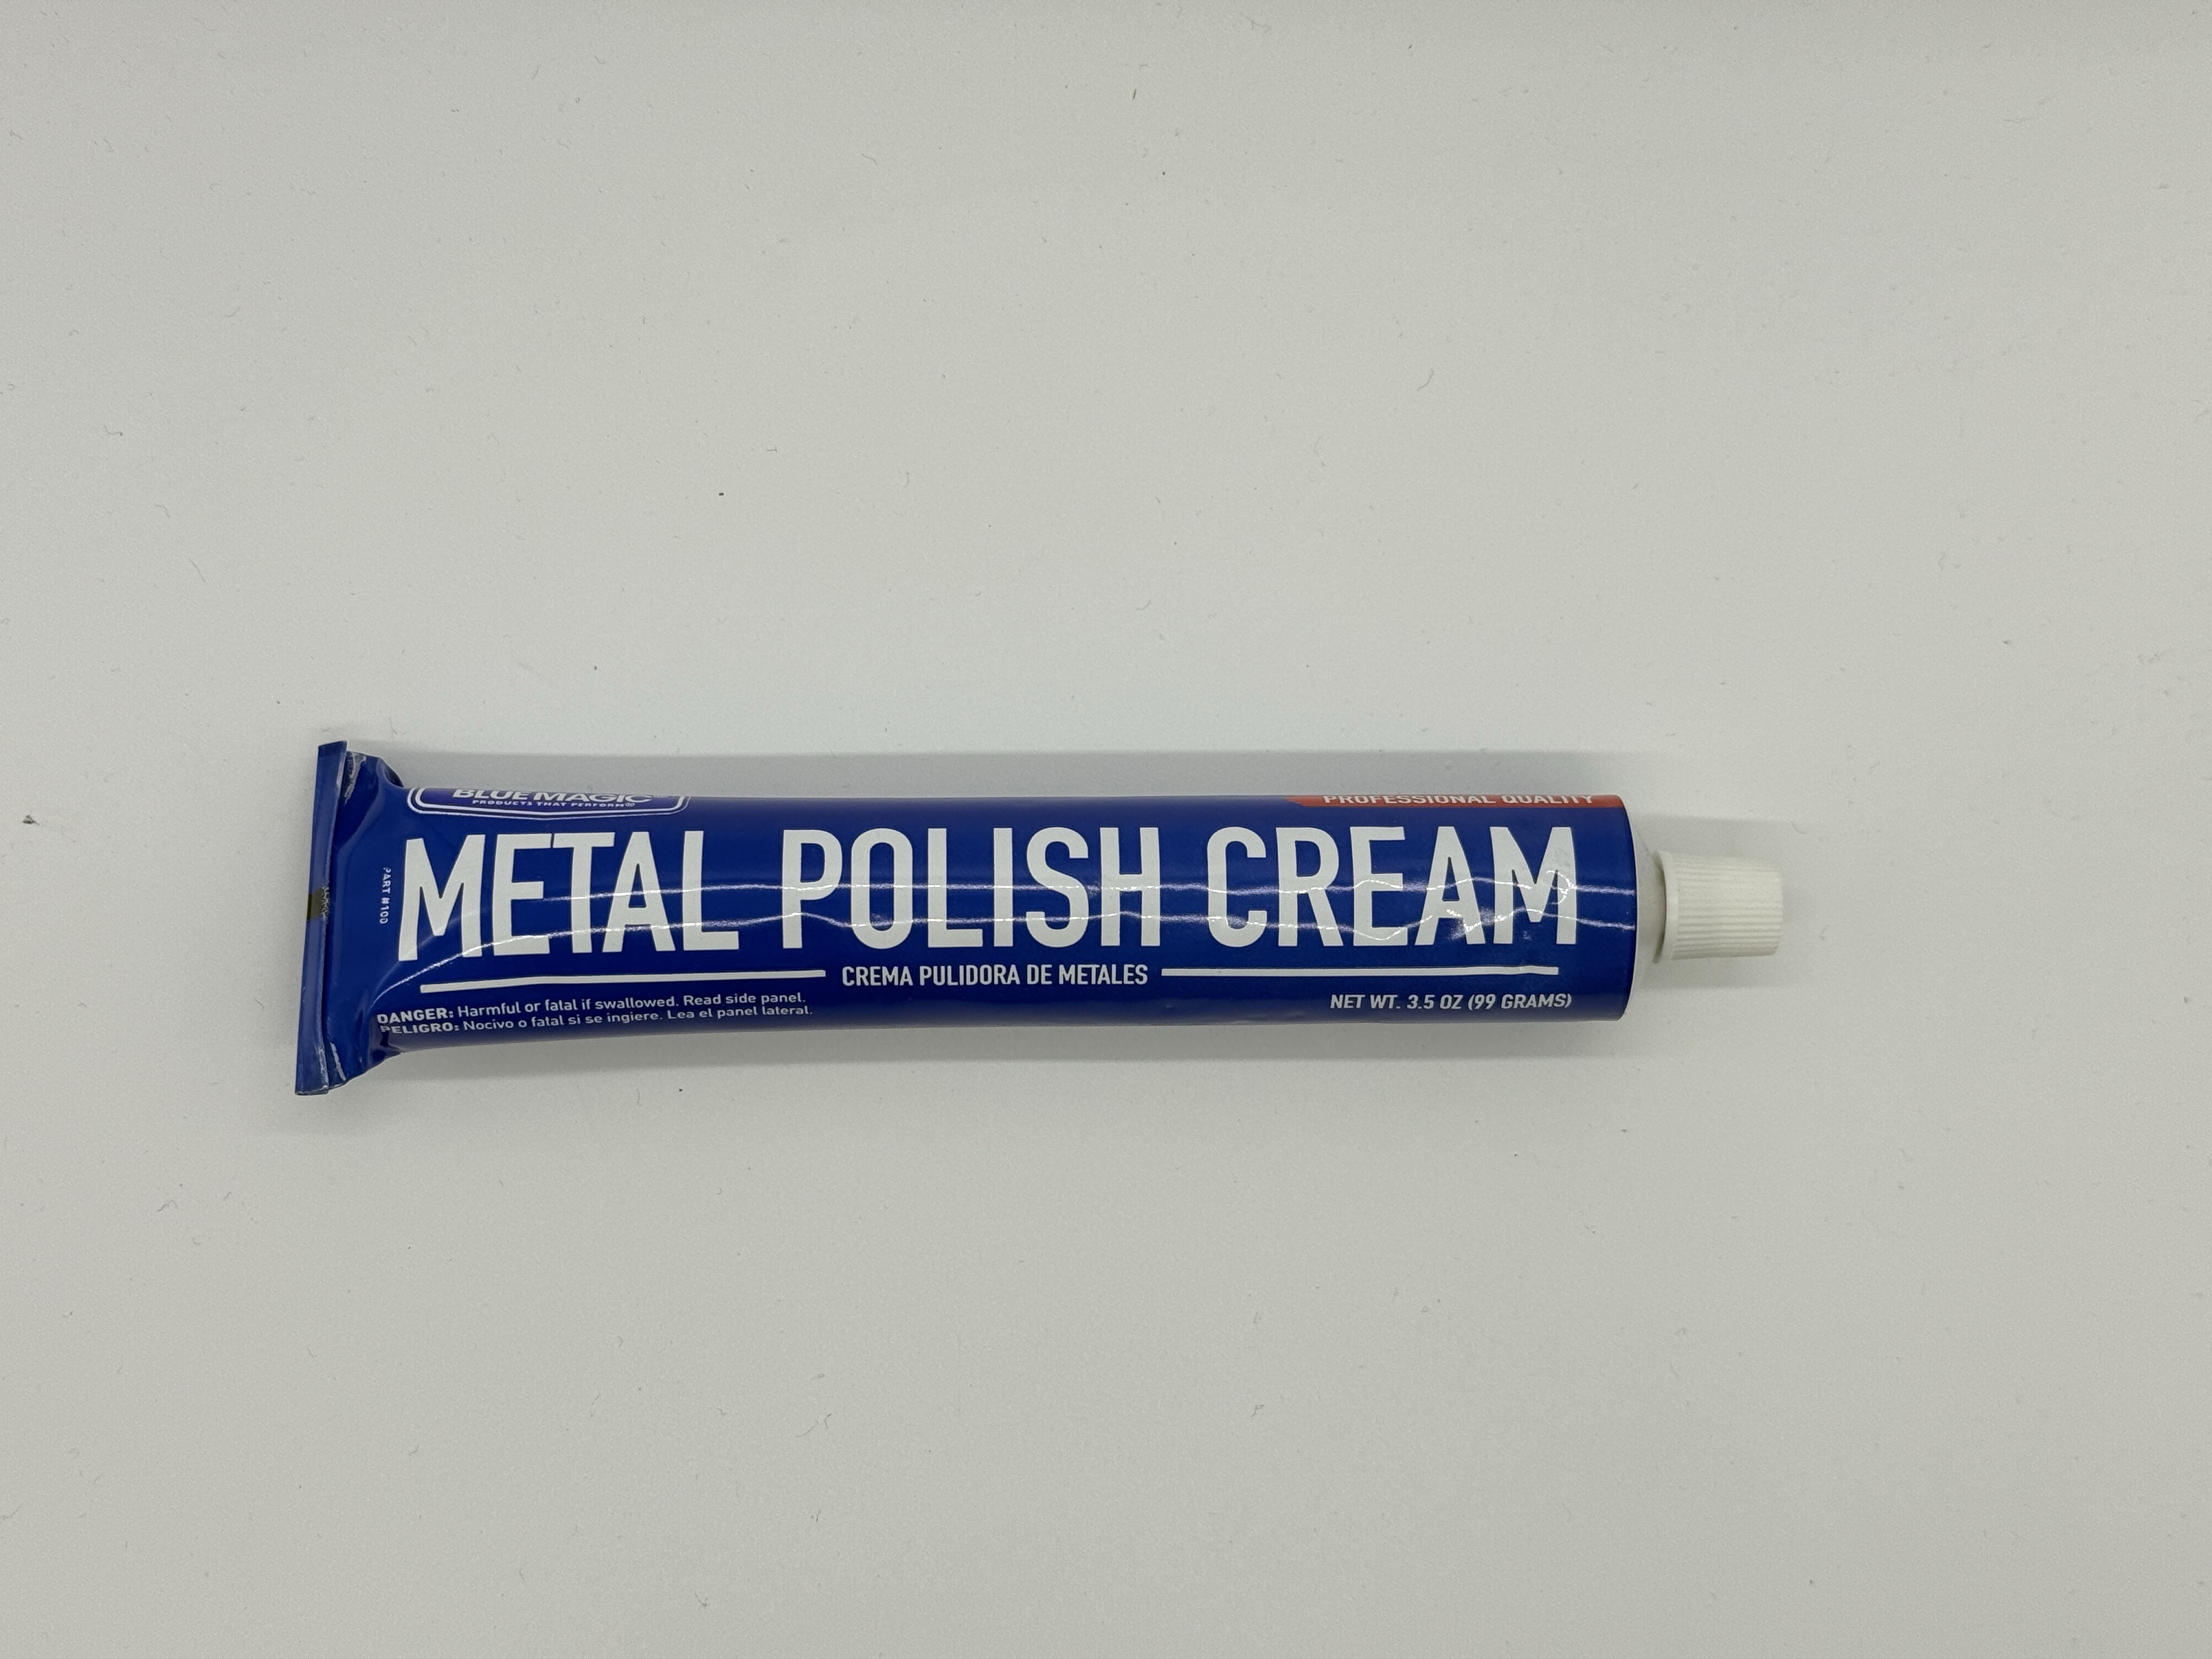 BLUE MAGIC
PRODUCTS THAT PERFORM®
PROFESSIONAL QUALITY
PART #100
METAL POLISH CREAM
CREMA PULIDORA DE METALES
DANGER: Harmful or fatal if swallowed. Read side panel.
PELIGRO: Nocivo o fatal si se ingiere. Lea el panel lateral.
NET WT. 3.5 OZ (99 GRAMS)